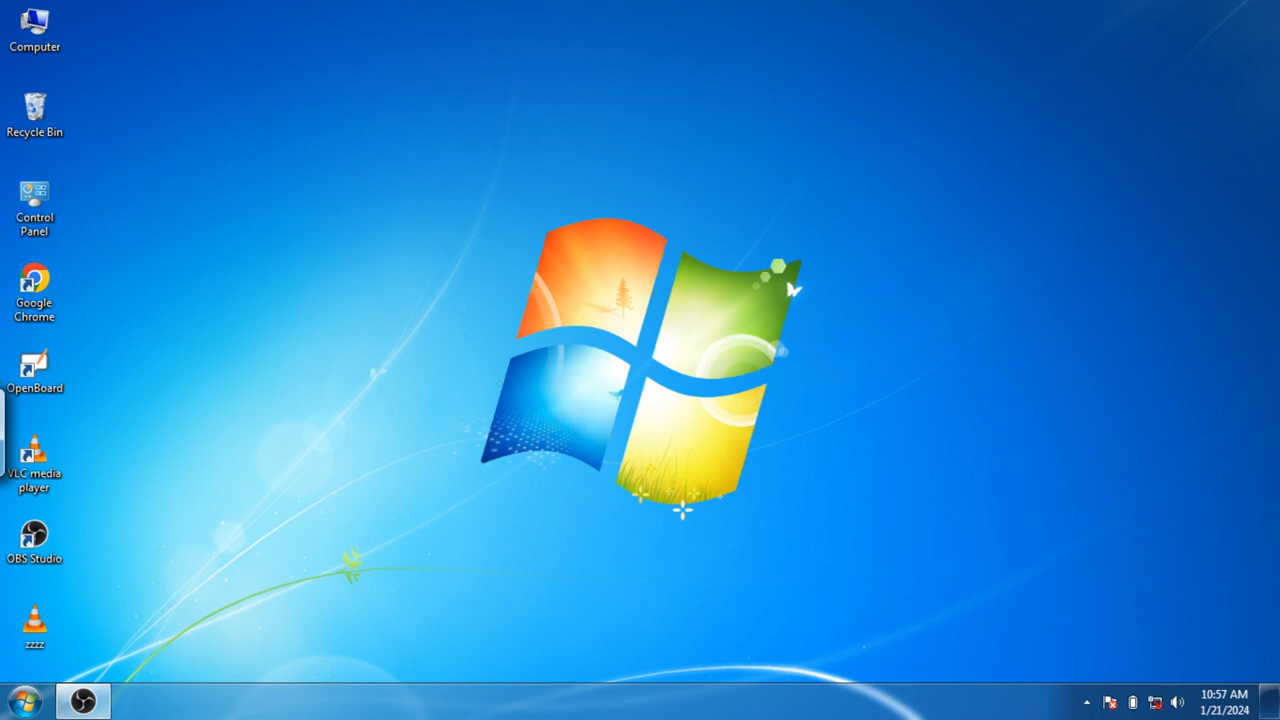 Computer
Recycle Bin
Control
Panel
Google
Chrome
OpenBoard
VLC media
player
OBS Studio
zzzz
10:57 AM
1/21/2024